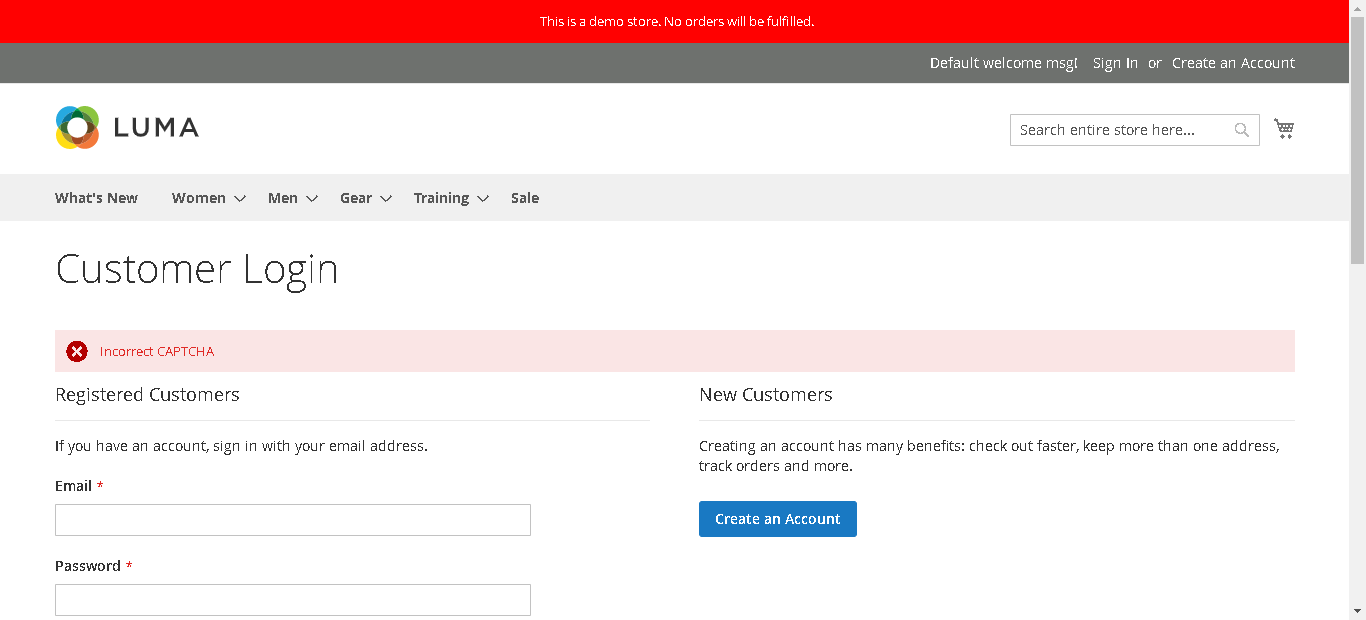 This is a demo store. No orders will be fulfilled.
Default welcome msg! Sign In or Create an Account
LUMA
Search entire store here...
What's New Women Men Gear Training Sale
Customer Login
Incorrect CAPTCHA
Registered Customers
If you have an account, sign in with your email address.
Email *
Password *
New Customers
Creating an account has many benefits: check out faster, keep more than one address,
track orders and more.
Create an Account